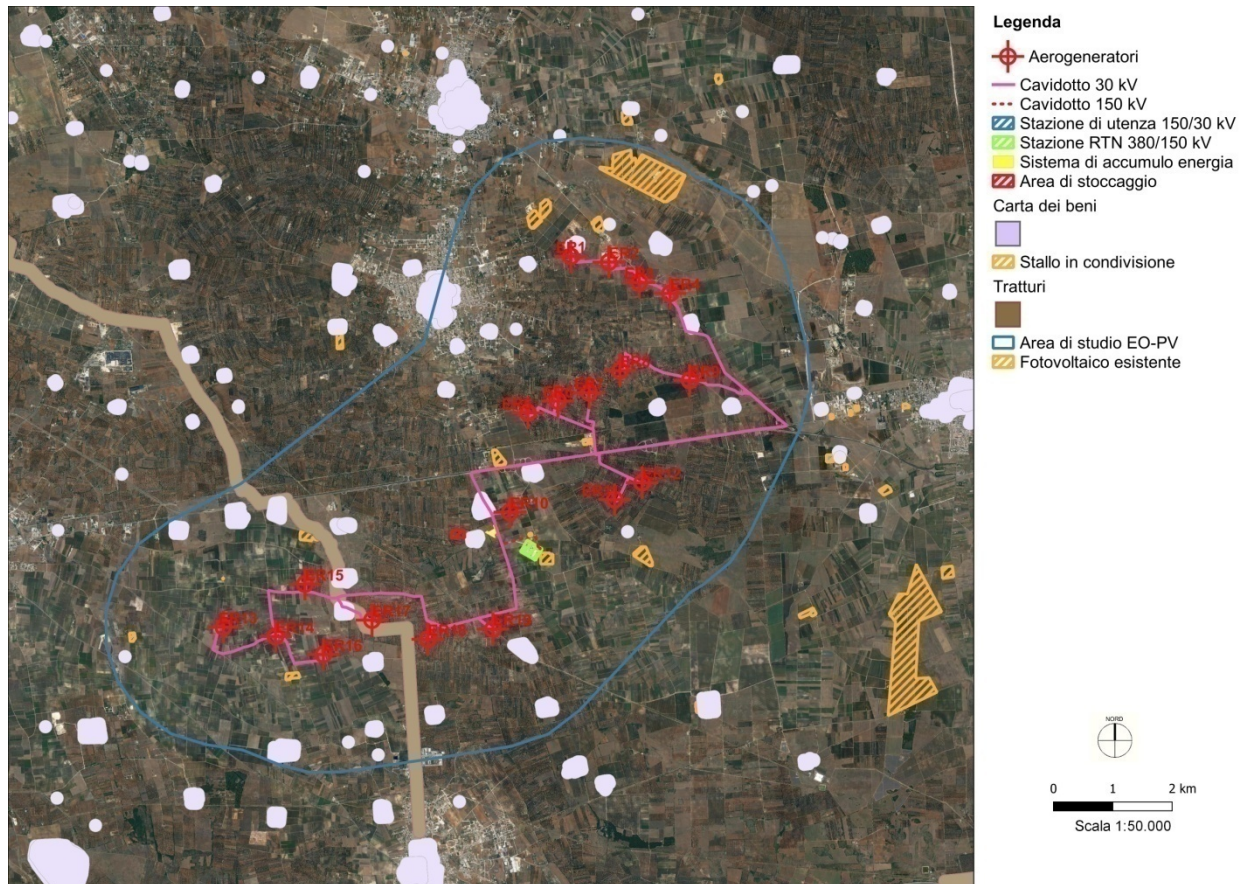 Legenda
Aerogeneratori
Cavidotto 30 kV
Cavidotto 150 kV
Stazione di utenza 150/30 kV
Stazione RTN 380/150 kV
Sistema di accumulo energia
Area di stoccaggio
Carta dei beni
Stallo in condivisione
Tratturi
Area di studio EO-PV
Fotovoltaico esistente
NORD
0 1 2 km
Scala 1:50.000